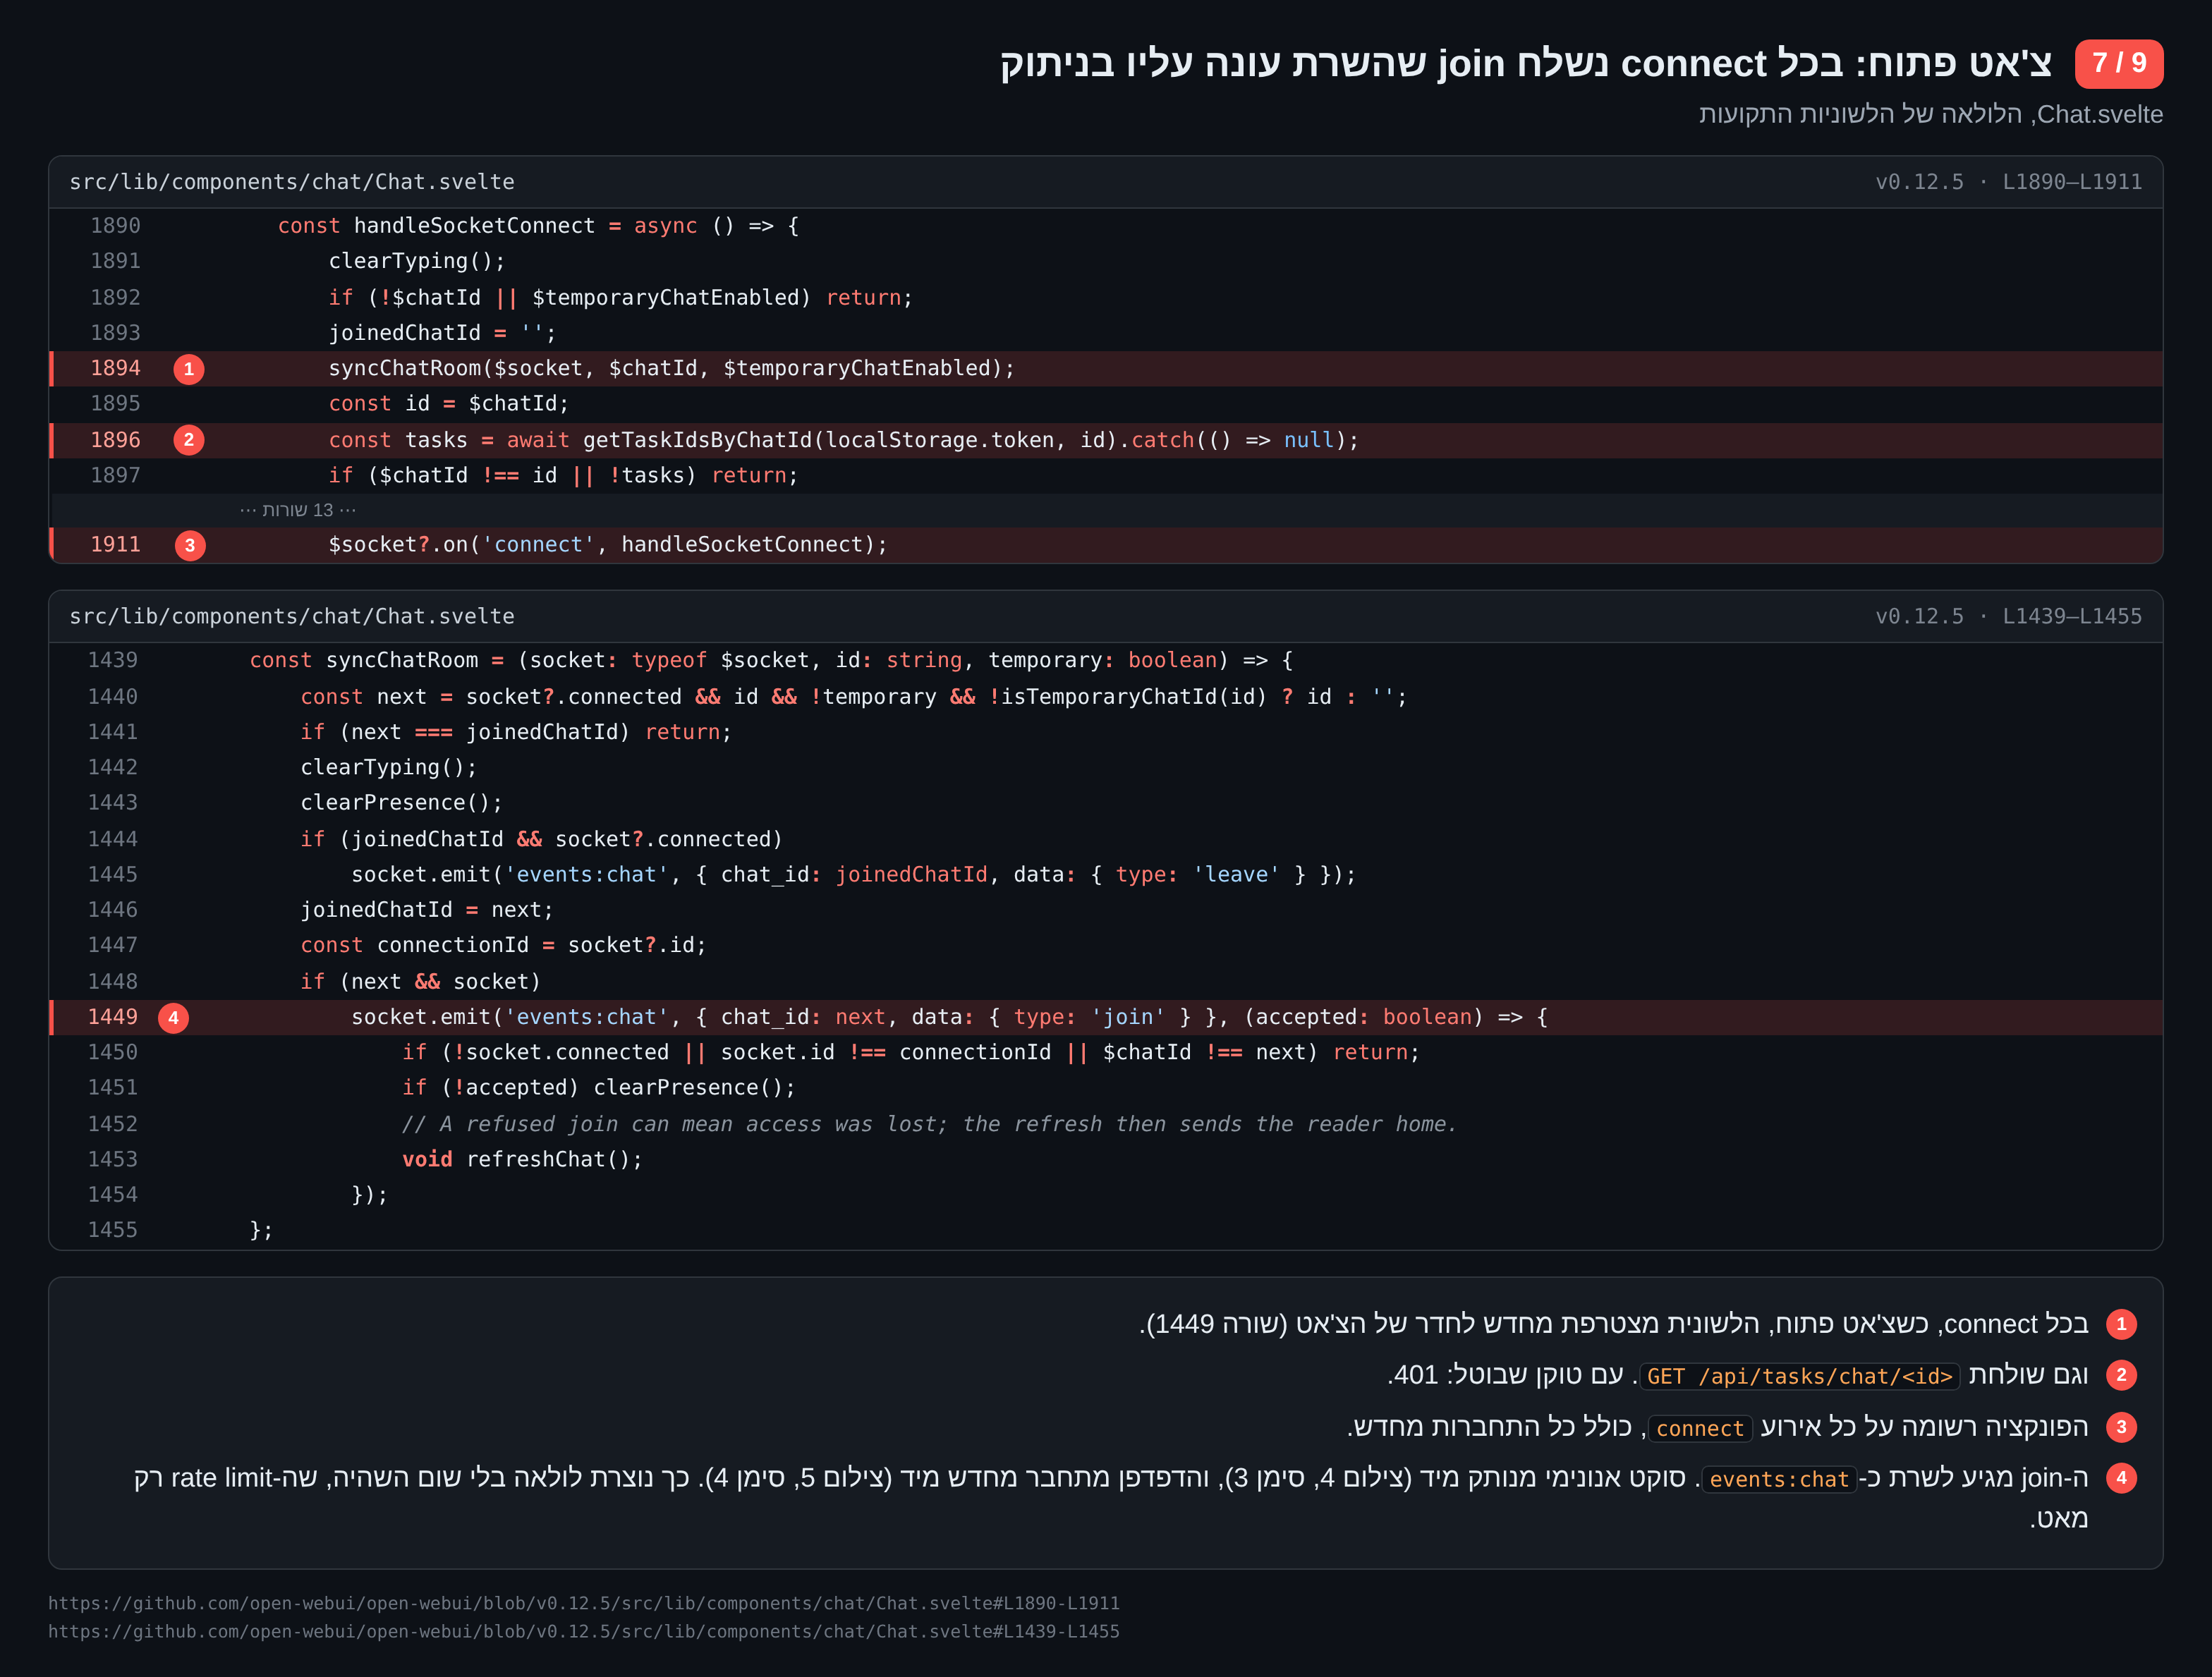 7 / 9 צ'אט פתוח: בכל connect נשלח join שהשרת עונה עליו בניתוק
Chat.svelte, הלולאה של הלשוניות התקועות
src/lib/components/chat/Chat.svelte v0.12.5 · L1890–L1911
1890 const handleSocketConnect = async () => {
1891 clearTyping();
1892 if (!$chatId || $temporaryChatEnabled) return;
1893 joinedChatId = '';
1894 1 syncChatRoom($socket, $chatId, $temporaryChatEnabled);
1895 const id = $chatId;
1896 2 const tasks = await getTaskIdsByChatId(localStorage.token, id).catch(() => null);
1897 if ($chatId !== id || !tasks) return;
⋯ 13 שורות ⋯
1911 3 $socket?.on('connect', handleSocketConnect);
src/lib/components/chat/Chat.svelte v0.12.5 · L1439–L1455
1439 const syncChatRoom = (socket: typeof $socket, id: string, temporary: boolean) => {
1440 const next = socket?.connected && id && !temporary && !isTemporaryChatId(id) ? id : '';
1441 if (next === joinedChatId) return;
1442 clearTyping();
1443 clearPresence();
1444 if (joinedChatId && socket?.connected)
1445 socket.emit('events:chat', { chat_id: joinedChatId, data: { type: 'leave' } });
1446 joinedChatId = next;
1447 const connectionId = socket?.id;
1448 if (next && socket)
1449 4 socket.emit('events:chat', { chat_id: next, data: { type: 'join' } }, (accepted: boolean) => {
1450 if (!socket.connected || socket.id !== connectionId || $chatId !== next) return;
1451 if (!accepted) clearPresence();
1452 // A refused join can mean access was lost; the refresh then sends the reader home.
1453 void refreshChat();
1454 });
1455 };
1 בכל connect, כשצ'אט פתוח, הלשונית מצטרפת מחדש לחדר של הצ'אט (שורה 1449).
2 וגם שולחת GET /api/tasks/chat/<id>. עם טוקן שבוטל: 401.
3 הפונקציה רשומה על כל אירוע connect, כולל כל התחברות מחדש.
4 ה-join מגיע לשרת כ-events:chat. סוקט אנונימי מנותק מיד (צילום 4, סימן 3), והדפדפן מתחבר מחדש מיד (צילום 5, סימן 4). כך נוצרת לולאה בלי שום השהיה, שה-rate limit רק
מאט.
https://github.com/open-webui/open-webui/blob/v0.12.5/src/lib/components/chat/Chat.svelte#L1890-L1911
https://github.com/open-webui/open-webui/blob/v0.12.5/src/lib/components/chat/Chat.svelte#L1439-L1455